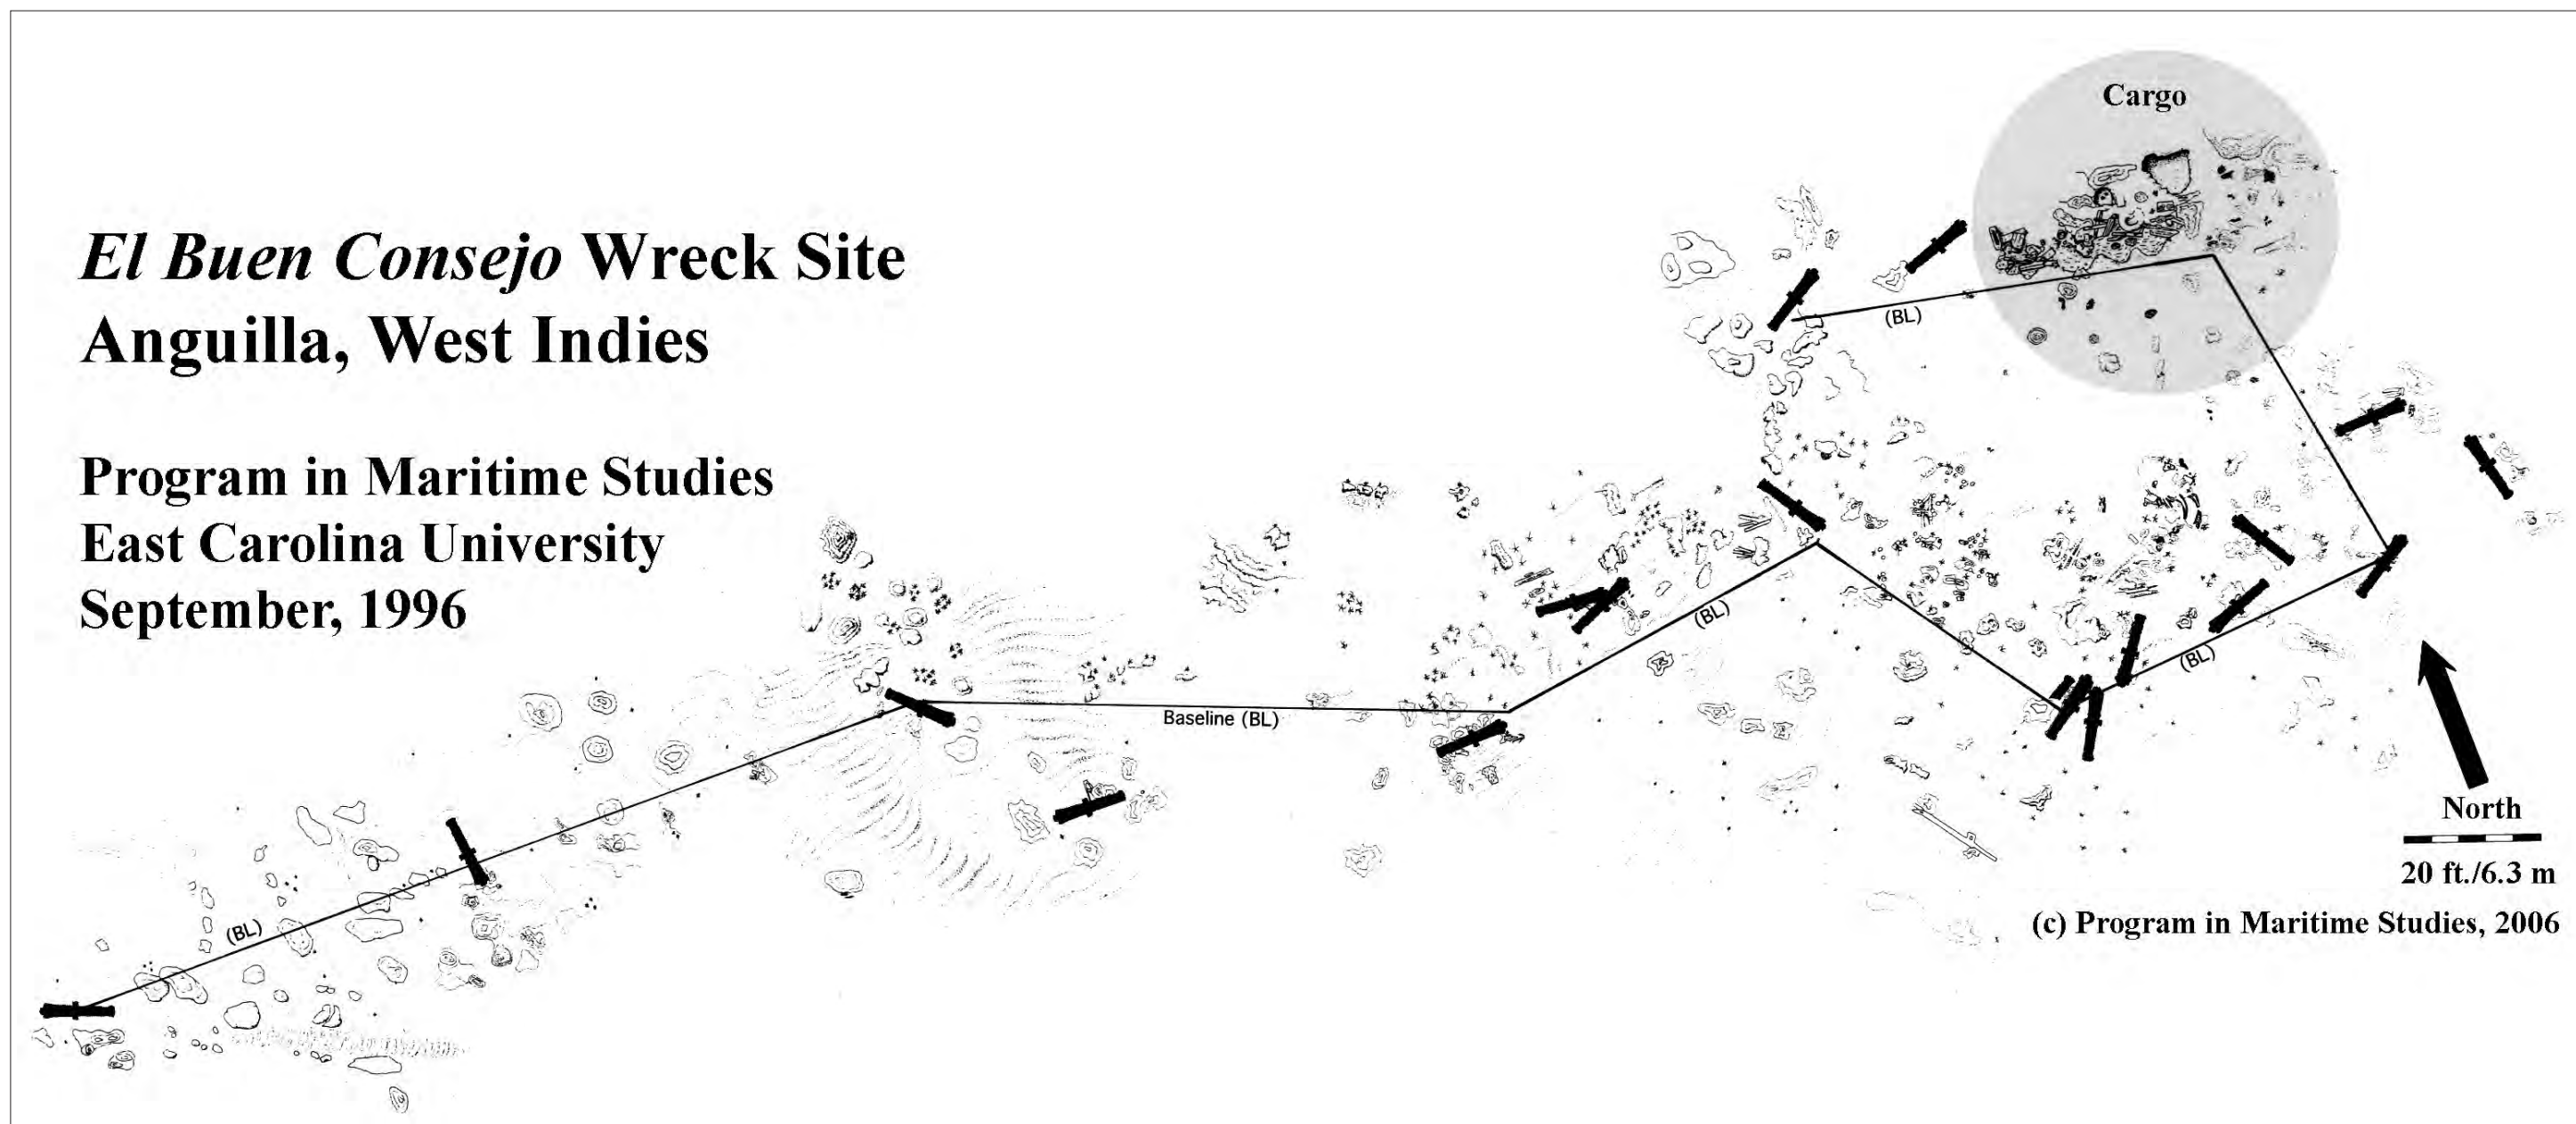 Cargo
El Buen Consejo Wreck Site
Anguilla, West Indies
(BL)
Program in Maritime Studies
East Carolina University
September, 1996
(BL)
(BL)
Baseline (BL)
(BL)
North
20 ft./6.3 m
(c) Program in Maritime Studies, 2006